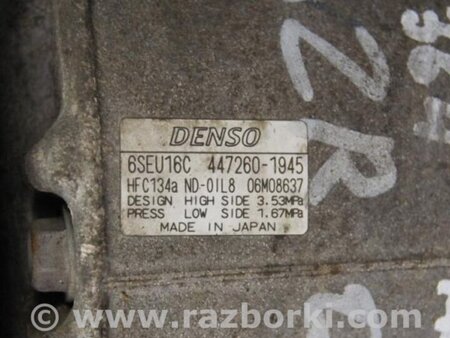 DENSO
6SEU16C 447260-1945
HFC134a ND-OIL8 06M08637
DESIGN HIGH SIDE 3.53MPa
PRESS LOW SIDE 1.67MPa
MADE IN JAPAN
ZR
www.razborki.com